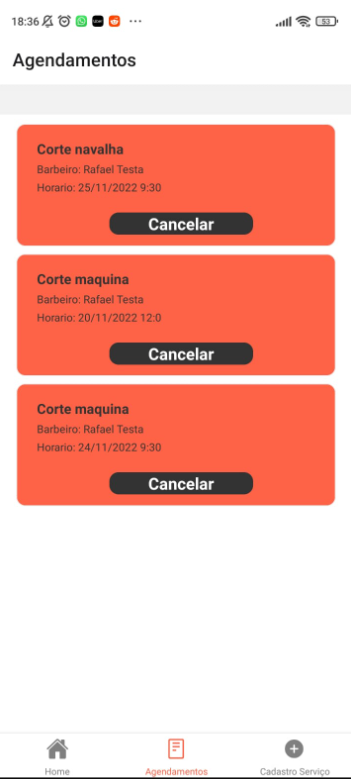 18:36
53
Agendamentos
Corte navalha
Barbeiro: Rafael Testa
Horario: 25/11/2022 9:30
Cancelar
Corte maquina
Barbeiro: Rafael Testa
Horario: 20/11/2022 12:0
Cancelar
Corte maquina
Barbeiro: Rafael Testa
Horario: 24/11/2022 9:30
Cancelar
Home
Agendamentos
Cadastro Serviço